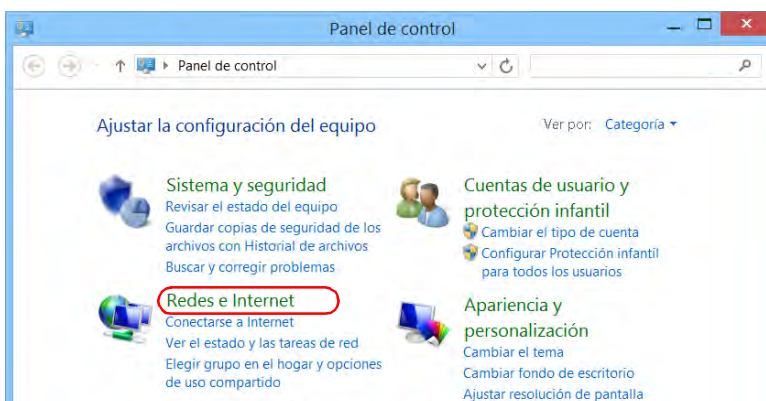 Panel de control
Panel de control
Ajustar la configuración del equipo
Ver por: Categoría
Sistema y seguridad
Revisar el estado del equipo
Guardar copias de seguridad de los
archivos con Historial de archivos
Buscar y corregir problemas
Redes e Internet
Conectarse a Internet
Ver el estado y las tareas de red
Elegir grupo en el hogar y opciones
de uso compartido
Cuentas de usuario y
protección infantil
Cambiar el tipo de cuenta
Configurar Protección infantil
para todos los usuarios
Apariencia y
personalización
Cambiar el tema
Cambiar fondo de escritorio
Ajustar resolución de pantalla